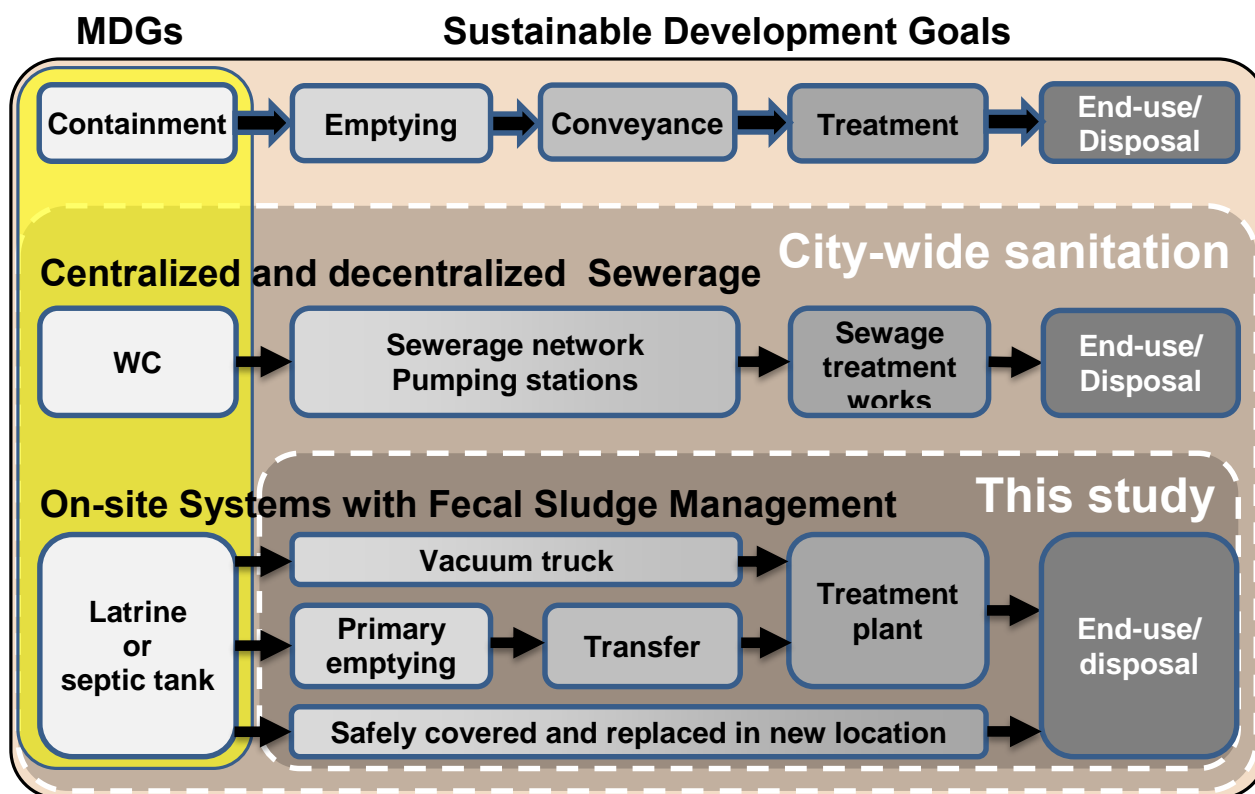 MDGs
Sustainable Development Goals
Containment
Emptying
Conveyance
Treatment
End-use/
Disposal
City-wide sanitation
Centralized and decentralized Sewerage
WC
Sewerage network
Pumping stations
Sewage
treatment
works
End-use/
Disposal
This study
On-site Systems with Fecal Sludge Management
Latrine
or
septic tank
Vacuum truck
Primary
emptying
Transfer
Treatment
plant
End-use/
disposal
Safely covered and replaced in new location